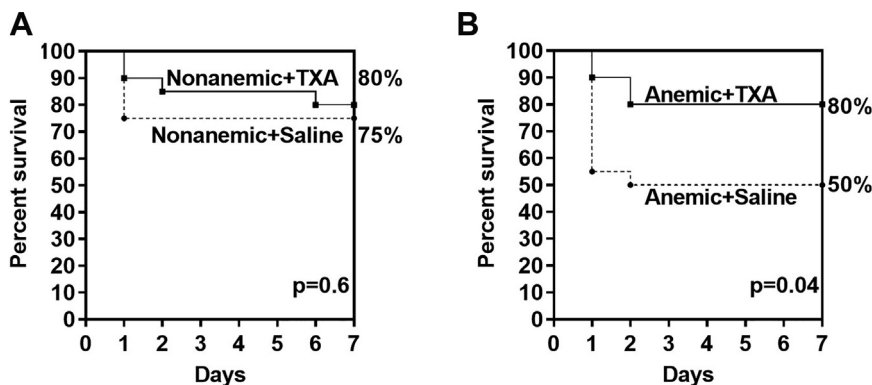 A
Percent survival
100
90
80
70
60
50
40
30
20
10
0
Nonanemic+TXA 80%
Nonanemic+Saline 75%
p=0.6
0 1 2 3 4 5 6 7
Days
B
Percent survival
100
90
80
70
60
50
40
30
20
10
0
Anemic+TXA 80%
Anemic+Saline 50%
p=0.04
0 1 2 3 4 5 6 7
Days